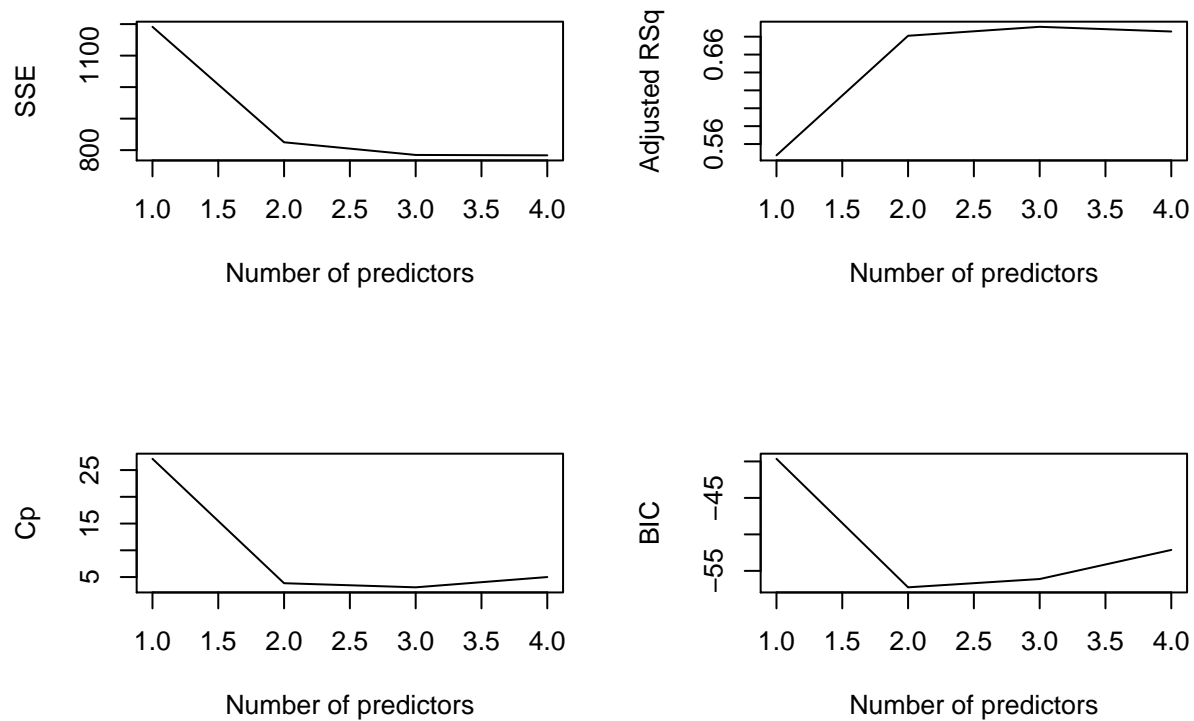 SSE
1100
800
1.0 1.5 2.0 2.5 3.0 3.5 4.0
Number of predictors
Adjusted RSq
0.66
0.56
1.0 1.5 2.0 2.5 3.0 3.5 4.0
Number of predictors
Cp
25
15
5
1.0 1.5 2.0 2.5 3.0 3.5 4.0
Number of predictors
BIC
−45
−55
1.0 1.5 2.0 2.5 3.0 3.5 4.0
Number of predictors